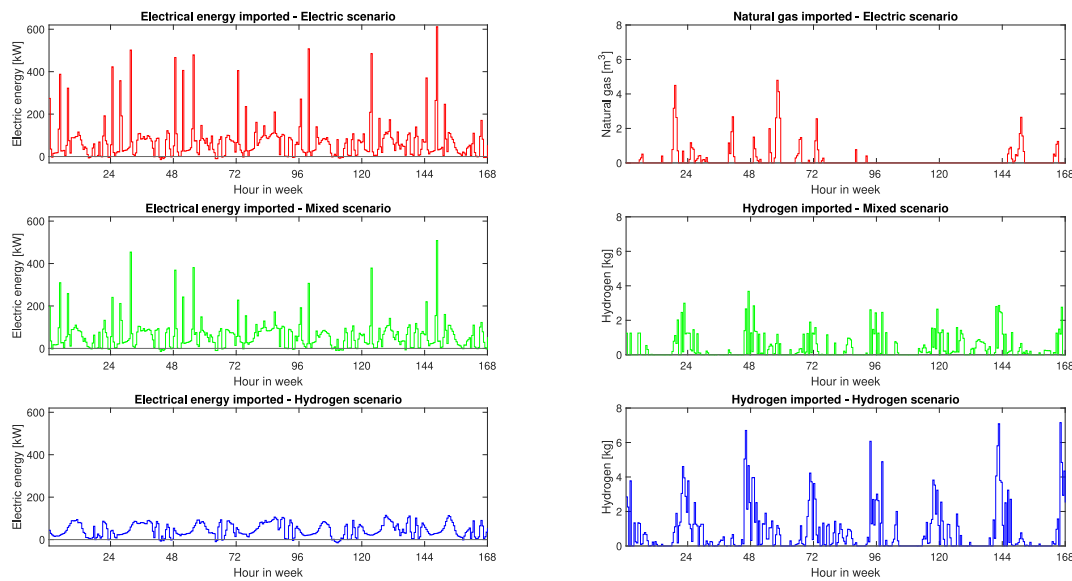 Electrical energy imported - Electric scenario
600
400
200
0
Electric energy [kW]
24 48 72 96 120 144 168
Hour in week
Natural gas imported - Electric scenario
8
6
4
2
0
Natural gas [m³]
24 48 72 96 120 144 168
Hour in week
Electrical energy imported - Mixed scenario
600
400
200
0
Electric energy [kW]
24 48 72 96 120 144 168
Hour in week
Hydrogen imported - Mixed scenario
8
6
4
2
0
Hydrogen [kg]
24 48 72 96 120 144 168
Hour in week
Electrical energy imported - Hydrogen scenario
600
400
200
0
Electric energy [kW]
24 48 72 96 120 144 168
Hour in week
Hydrogen imported - Hydrogen scenario
8
6
4
2
0
Hydrogen [kg]
24 48 72 96 120 144 168
Hour in week